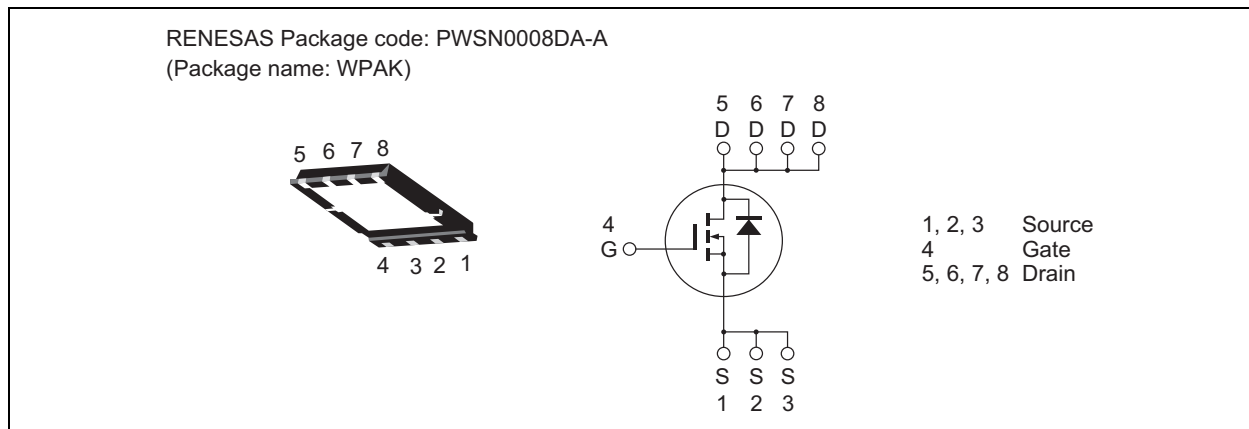 RENESAS Package code: PWSN0008DA-A
(Package name: WPAK)
5 6 7 8
4 3 2 1
5 6 7 8
D D D D
4
G
S S S
1 2 3
1, 2, 3 Source
4 Gate
5, 6, 7, 8 Drain